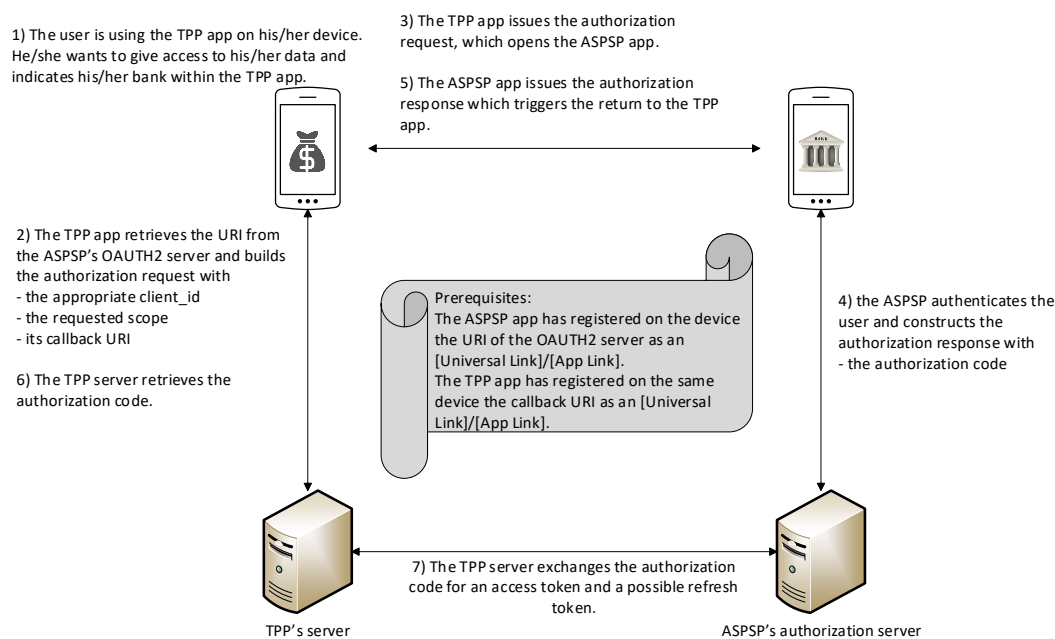 1) The user is using the TPP app on his/her device.
He/she wants to give access to his/her data and
indicates his/her bank within the TPP app.
3) The TPP app issues the authorization
request, which opens the ASPSP app.
5) The ASPSP app issues the authorization
response which triggers the return to the TPP
app.
$
BANK
2) The TPP app retrieves the URI from
the ASPSP's OAUTH2 server and builds
the authorization request with
- the appropriate client_id
- the requested scope
- its callback URI
6) The TPP server retrieves the
authorization code.
Prerequisites:
The ASPSP app has registered on the device
the URI of the OAUTH2 server as an
[Universal Link]/[App Link].
The TPP app has registered on the same
device the callback URI as an [Universal
Link]/[App Link].
4) the ASPSP authenticates the
user and constructs the
authorization response with
- the authorization code
7) The TPP server exchanges the authorization
code for an access token and a possible refresh
token.
TPP's server
ASPSP's authorization server